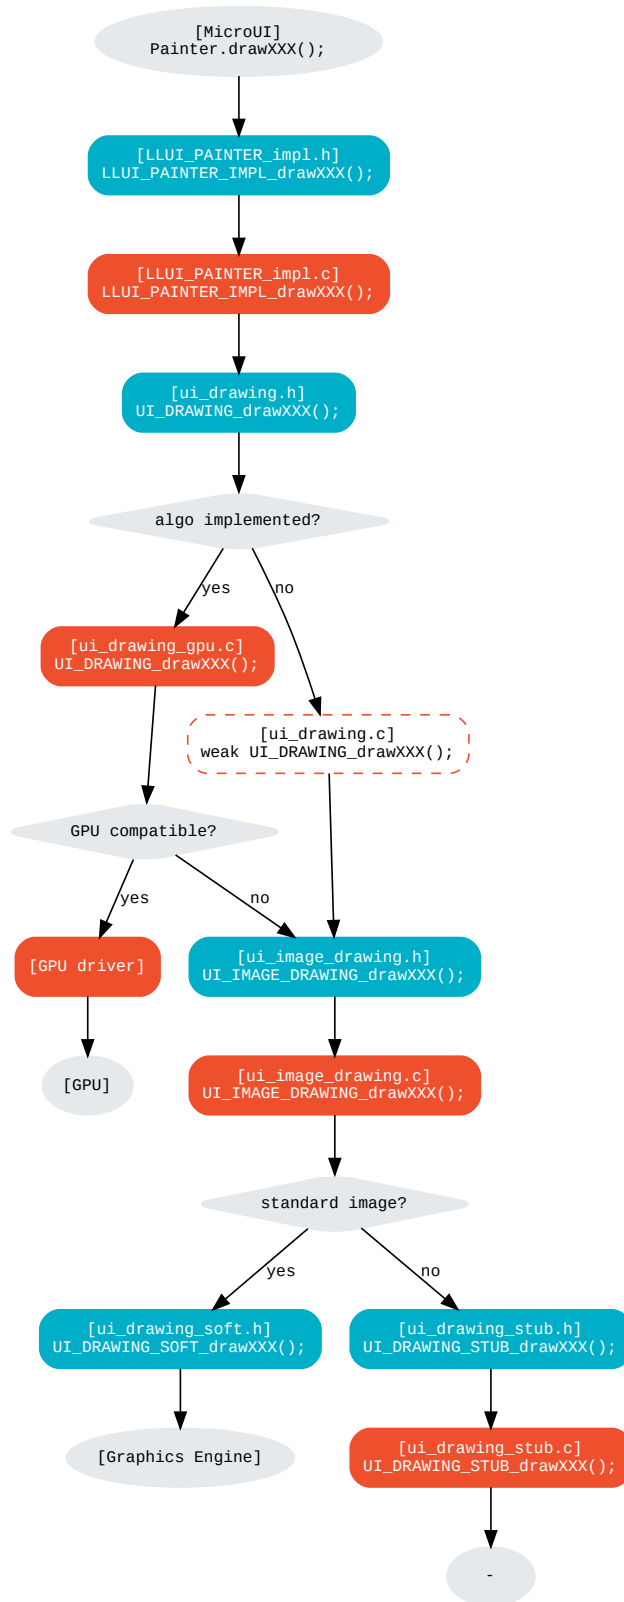 [MicroUI]
Painter.drawXXX();
[LLUI_PAINTER_impl.h]
LLUI_PAINTER_IMPL_drawXXX();
[LLUI_PAINTER_impl.c]
LLUI_PAINTER_IMPL_drawXXX();
[ui_drawing.h]
UI_DRAWING_drawXXX();
algo implemented?
yes
no
[ui_drawing_gpu.c]
UI_DRAWING_drawXXX();
[ui_drawing.c]
weak UI_DRAWING_drawXXX();
GPU compatible?
yes
no
[GPU driver]
[ui_image_drawing.h]
UI_IMAGE_DRAWING_drawXXX();
[GPU]
[ui_image_drawing.c]
UI_IMAGE_DRAWING_drawXXX();
standard image?
yes
no
[ui_drawing_soft.h]
UI_DRAWING_SOFT_drawXXX();
[ui_drawing_stub.h]
UI_DRAWING_STUB_drawXXX();
[Graphics Engine]
[ui_drawing_stub.c]
UI_DRAWING_STUB_drawXXX();
-